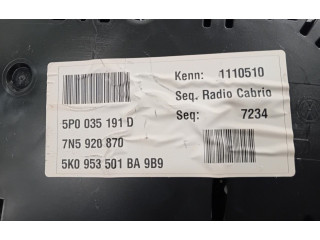 Kenn: 1110510
Seq. Radio Cabrio
Seq: 7234
5P0 035 191 D
7N5 920 870
5K0 953 501 BA 9B9